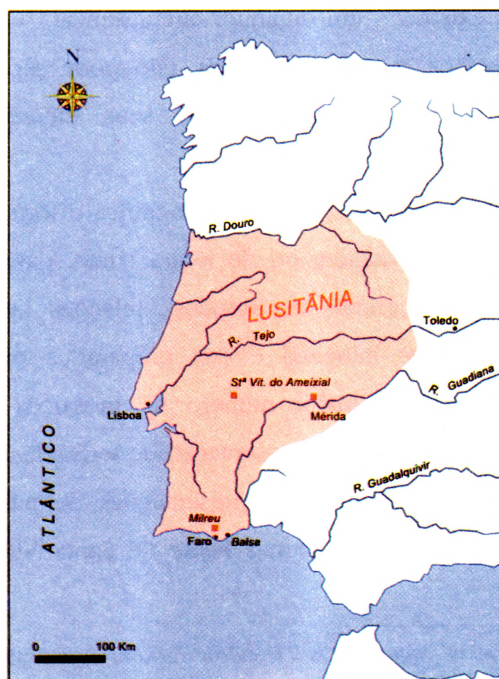 N
R. Douro
LUSITÂNIA
R. Tejo
Toledo
Stª Vit. do Ameixial
R. Guadiana
Lisboa
Mérida
R. Guadalquivir
ATLÂNTICO
Milreu
Faro
Balsa
0 100 Km